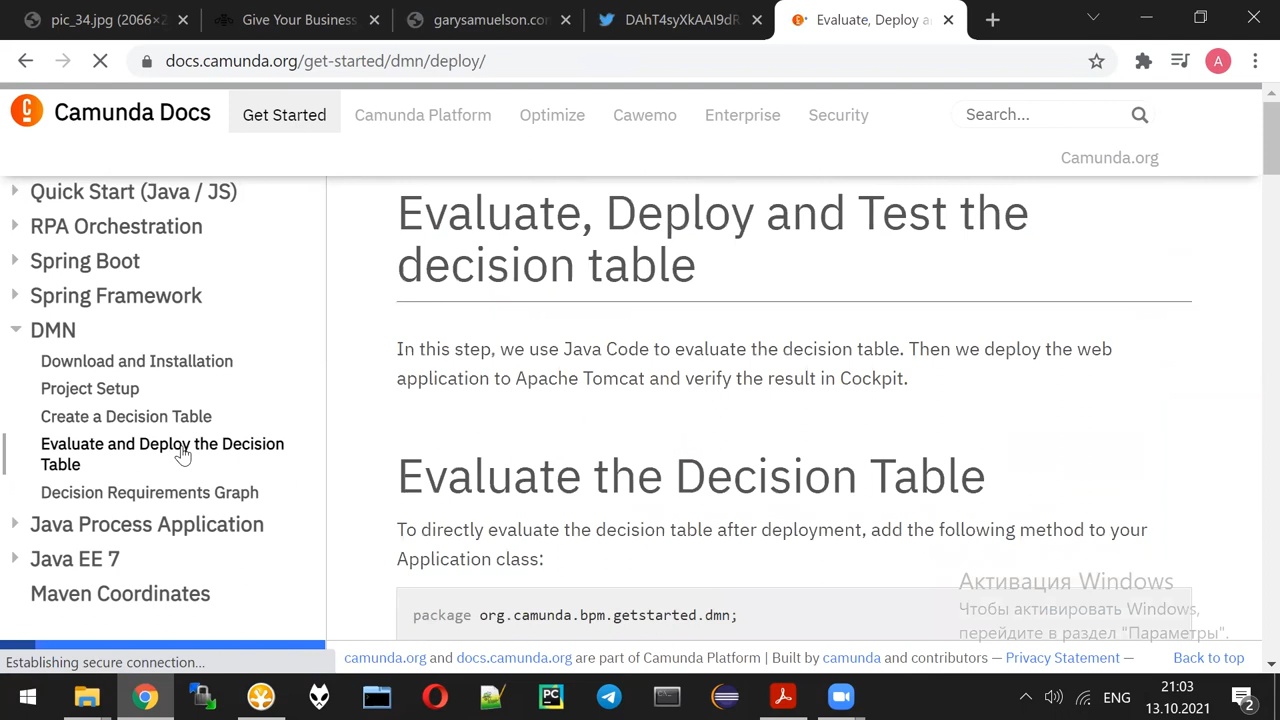 pic_34.jpg (2066×
Give Your Business
garysamuelson.co
DAhT4syXkAAI9dR
Evaluate, Deploy a
docs.camunda.org/get-started/dmn/deploy/
A
Camunda Docs
Get Started
Camunda Platform
Optimize
Cawemo
Enterprise
Security
Search...
Camunda.org
Quick Start (Java / JS)
RPA Orchestration
Spring Boot
Spring Framework
DMN
Download and Installation
Project Setup
Create a Decision Table
Evaluate and Deploy the Decision
Table
Decision Requirements Graph
Java Process Application
Java EE 7
Maven Coordinates
Evaluate, Deploy and Test the
decision table
In this step, we use Java Code to evaluate the decision table. Then we deploy the web
application to Apache Tomcat and verify the result in Cockpit.
Evaluate the Decision Table
To directly evaluate the decision table after deployment, add the following method to your
Application class:
package org.camunda.bpm.getstarted.dmn;
Активация Windows
Чтобы активировать Windows,
перейдите в раздел "Параметры".
Establishing secure connection...
camunda.org and docs.camunda.org are part of Camunda Platform | Built by camunda and contributors — Privacy Statement —
Back to top
PC
ENG
21:03
13.10.2021
2